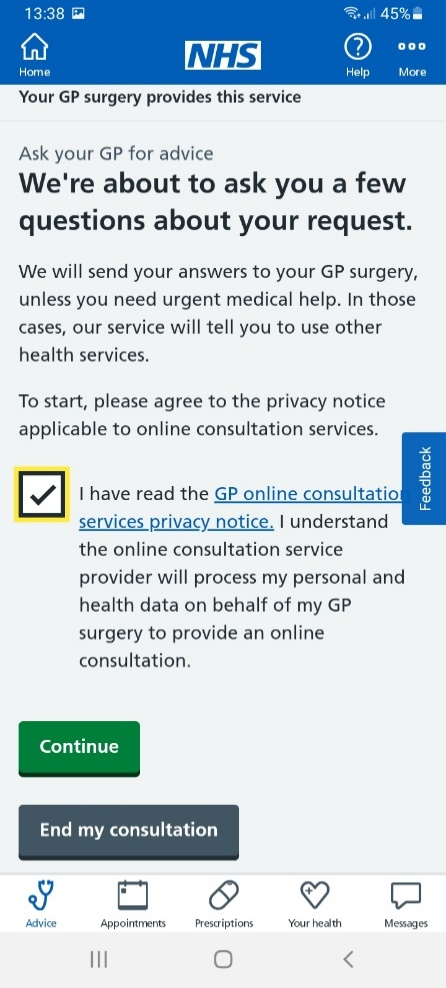 13:38
45%
NHS
Home
Help
More
Your GP surgery provides this service
Ask your GP for advice
We're about to ask you a few
questions about your request.
We will send your answers to your GP surgery,
unless you need urgent medical help. In those
cases, our service will tell you to use other
health services.
To start, please agree to the privacy notice
applicable to online consultation services.
Feedback
I have read the GP online consultation
services privacy notice. I understand
the online consultation service
provider will process my personal and
health data on behalf of my GP
surgery to provide an online
consultation.
Continue
End my consultation
Advice
Appointments
Prescriptions
Your health
Messages